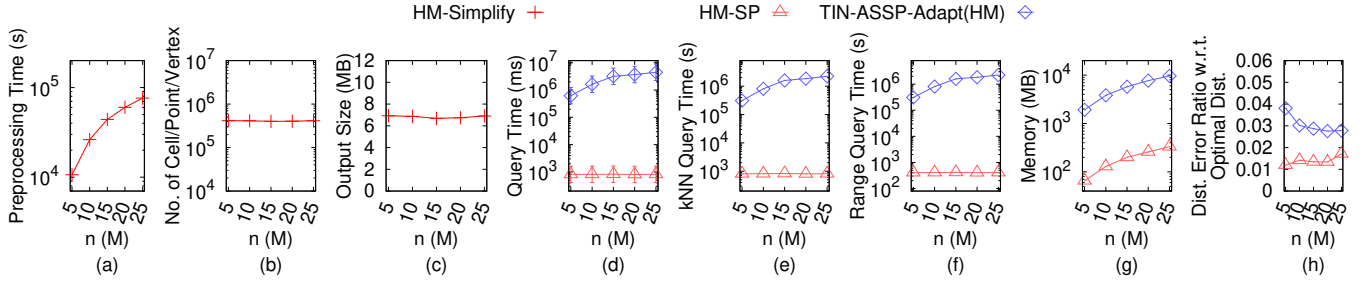 HM-Simplify HM-SP TIN-ASSP-Adapt(HM)
Preprocessing Time (s)
10^5
10^4
5 10 15 20 25
n (M)
(a)
No. of Cell/Point/Vertex
10^7
10^6
10^5
10^4
5 10 15 20 25
n (M)
(b)
Output Size (MB)
12
10
8
6
4
2
0
5 10 15 20 25
n (M)
(c)
Query Time (ms)
10^7
10^6
10^5
10^4
10^3
5 10 15 20 25
n (M)
(d)
kNN Query Time (s)
10^6
10^5
10^4
10^3
5 10 15 20 25
n (M)
(e)
Range Query Time (s)
10^6
10^5
10^4
10^3
10^2
5 10 15 20 25
n (M)
(f)
Memory (MB)
10^4
10^3
10^2
5 10 15 20 25
n (M)
(g)
Dist. Error Ratio w.r.t.
Optimal Dist.
0.06
0.05
0.04
0.03
0.02
0.01
0
5 10 15 20 25
n (M)
(h)